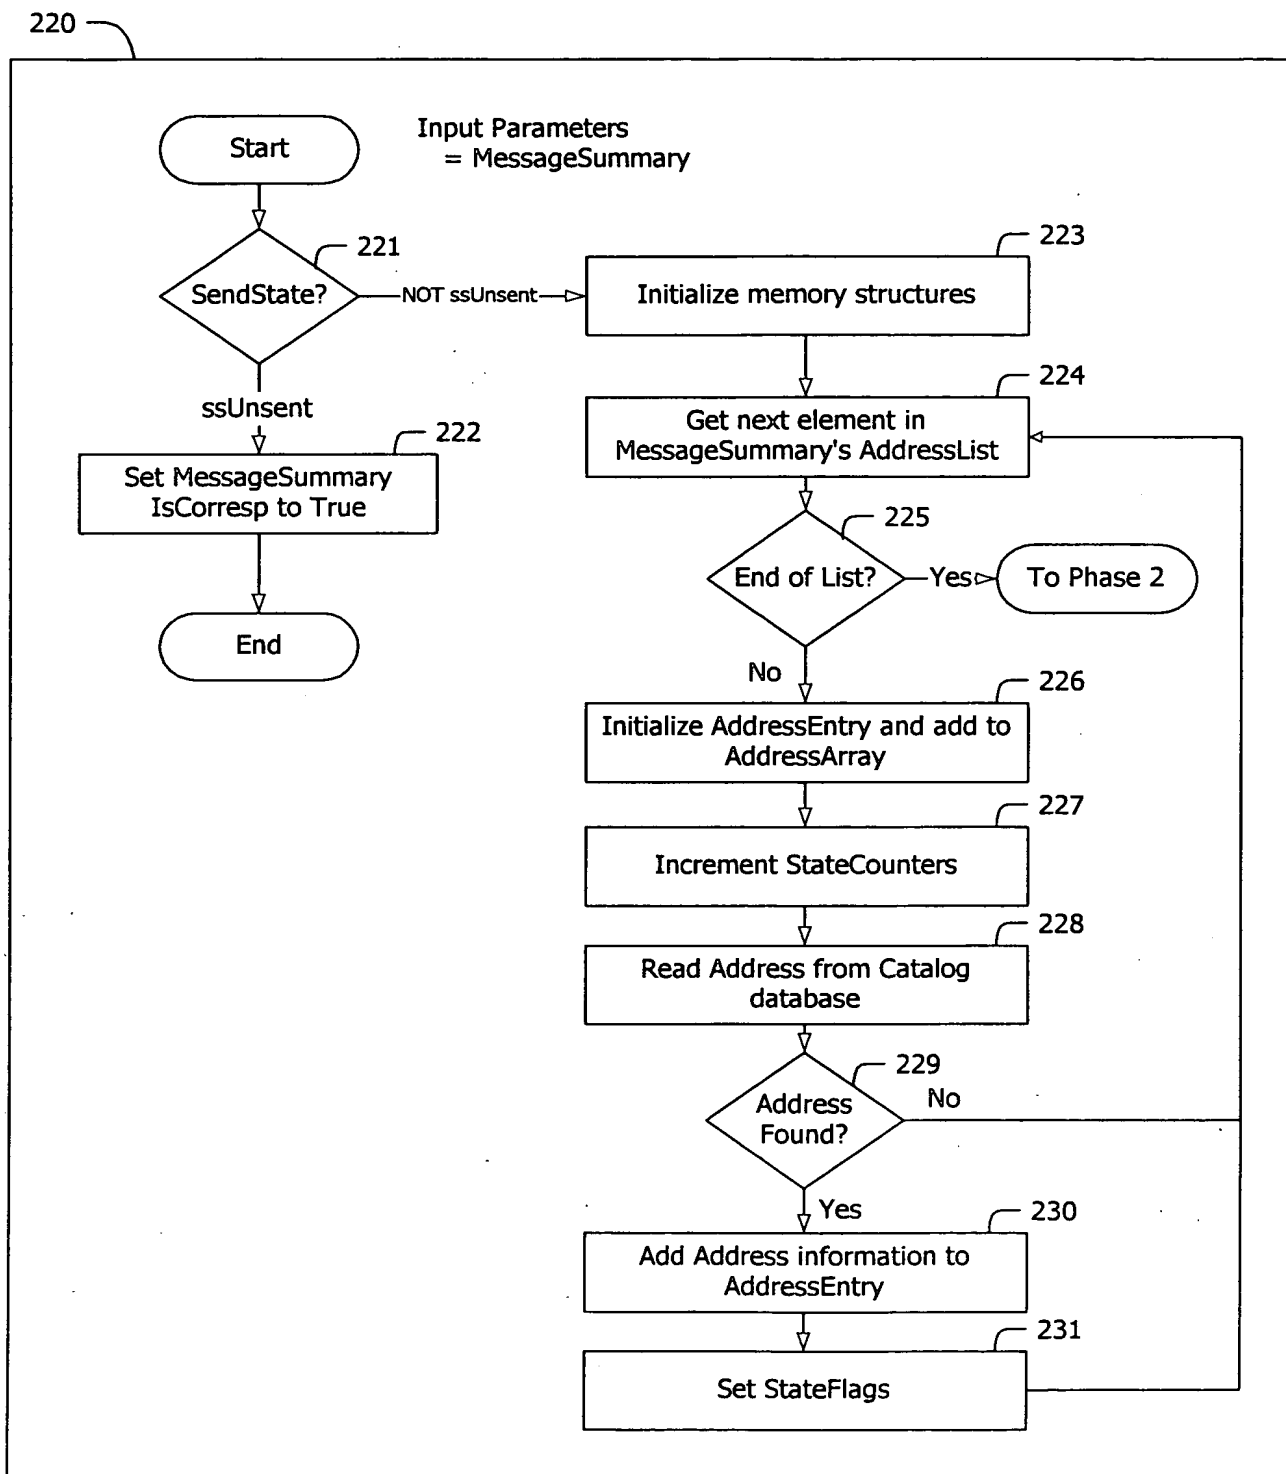 220
Start
Input Parameters
= MessageSummary
221
SendState?
NOT ssUnsent
223
Initialize memory structures
ssUnsent
222
Set MessageSummary
IsCorresp to True
End
224
Get next element in
MessageSummary's AddressList
225
End of List?
Yes
To Phase 2
No
226
Initialize AddressEntry and add to
AddressArray
227
Increment StateCounters
228
Read Address from Catalog
database
229
Address
Found?
No
Yes
230
Add Address information to
AddressEntry
231
Set StateFlags